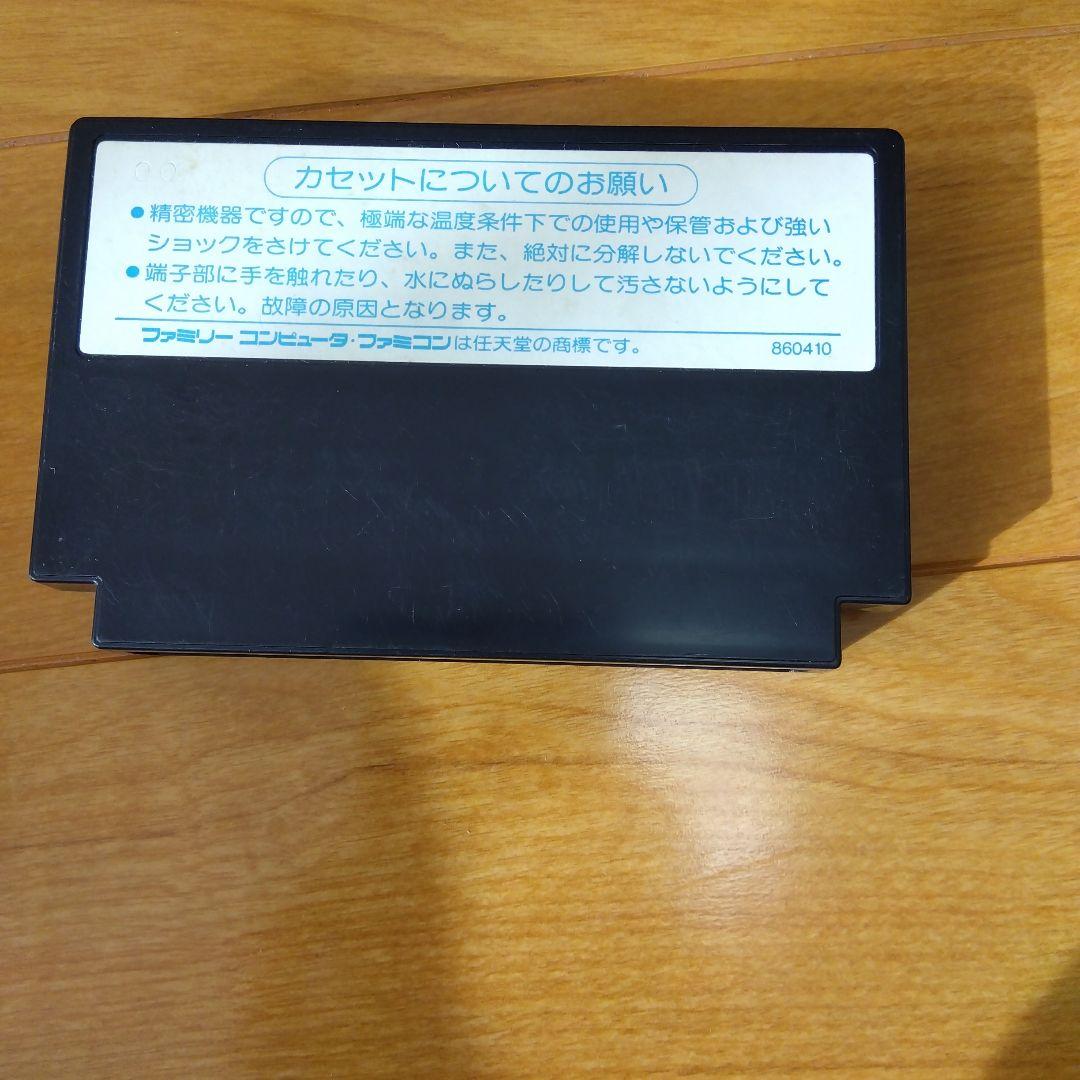 カセットについてのお願い
●精密機器ですので、極端な温度条件下での使用や保管および強い
ショックをさけてください。また、絶対に分解しないでください。
●端子部に手を触れたり、水にぬらしたりして汚さないようにして
ください。故障の原因となります。
ファミリー コンピュータ・ファミコンは任天堂の商標です。 860410